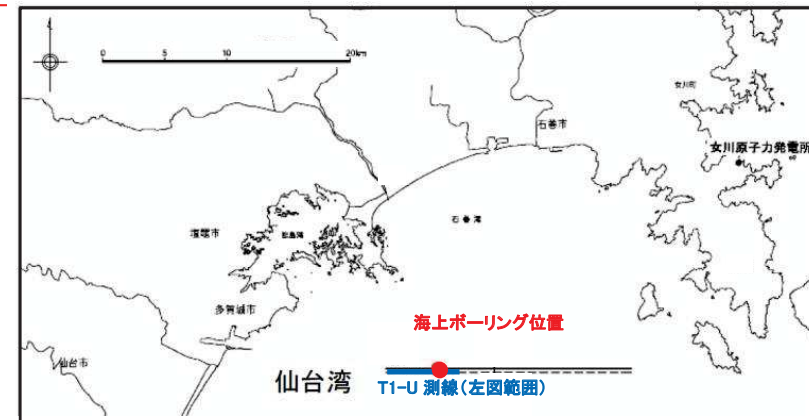 0 5 10 20km
女川町
石巻市
女川原子力発電所
石巻湾
塩竈市
松島湾
多賀城市
海上ボーリング位置
仙台市
仙台湾
T1-U 測線(左図範囲)